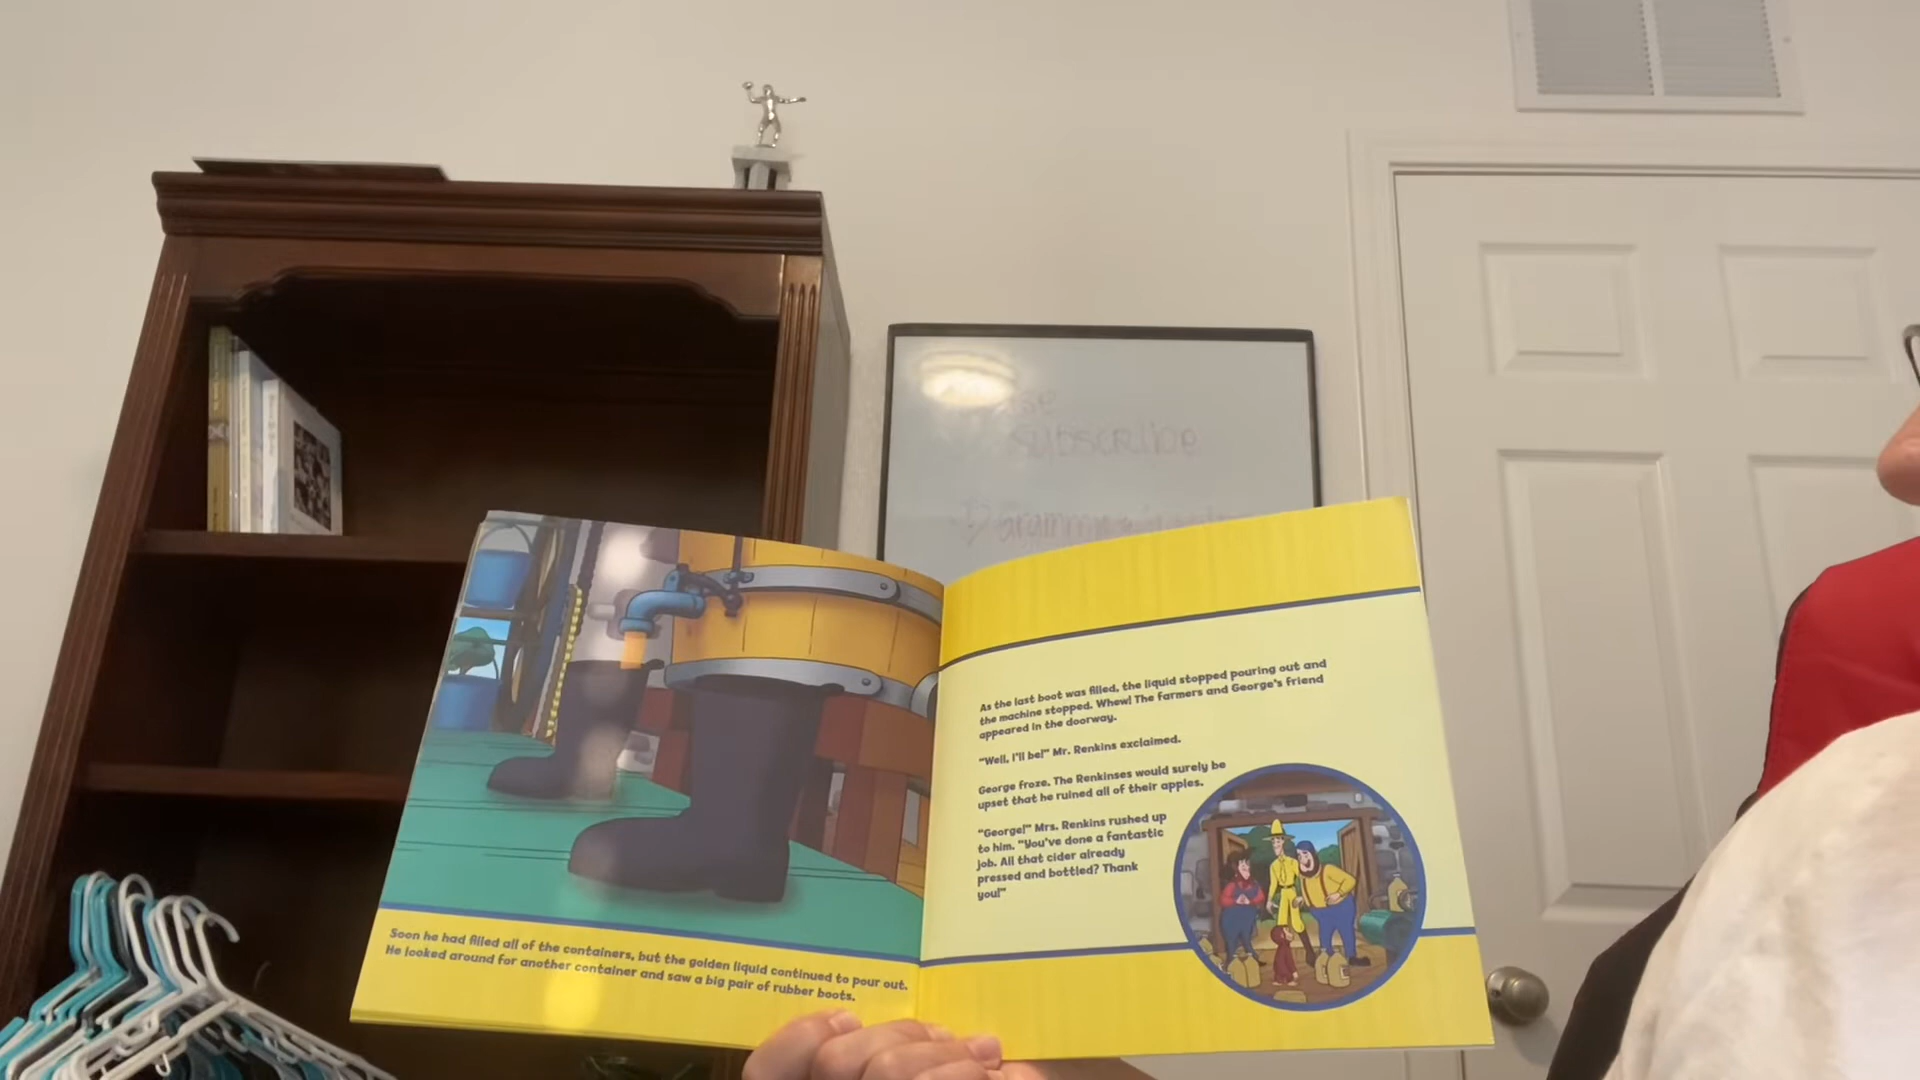 subscribe
Soon he had filled all of the containers, but the golden liquid continued to pour out.
He looked around for another container and saw a big pair of rubber boots.
As the last boot was filled, the liquid stopped pouring out and
the machine stopped. Whew! The farmers and George's friend
appeared in the doorway.
"Well, I'll be!" Mr. Renkins exclaimed.
George froze. The Renkinses would surely be
upset that he ruined all of their apples.
"George!" Mrs. Renkins rushed up
to him. "You've done a fantastic
job. All that cider already
pressed and bottled? Thank
you!"